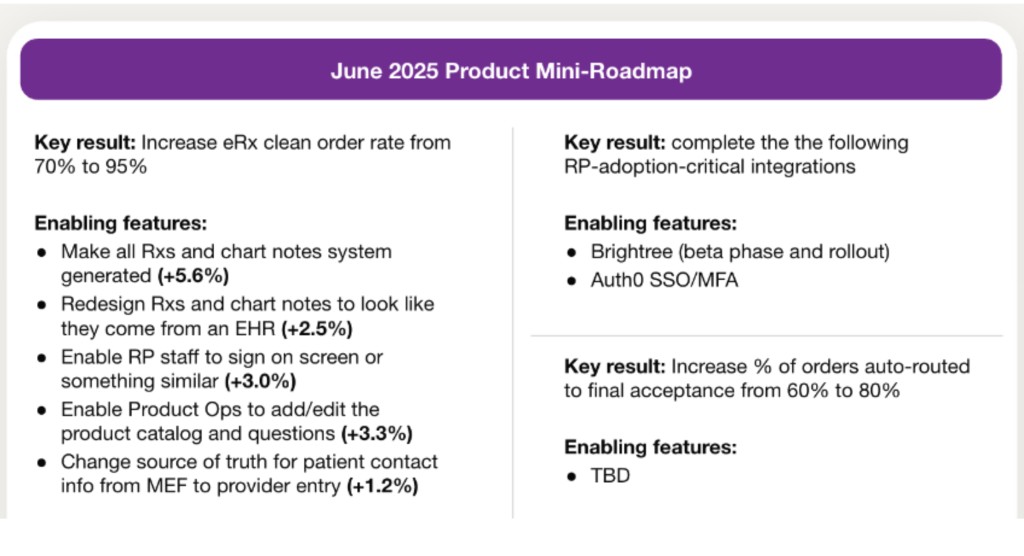 June 2025 Product Mini-Roadmap
Key result: Increase eRx clean order rate from
70% to 95%
Enabling features:
● Make all Rxs and chart notes system
generated (+5.6%)
● Redesign Rxs and chart notes to look like
they come from an EHR (+2.5%)
● Enable RP staff to sign on screen or
something similar (+3.0%)
● Enable Product Ops to add/edit the
product catalog and questions (+3.3%)
● Change source of truth for patient contact
info from MEF to provider entry (+1.2%)
Key result: complete the the following
RP-adoption-critical integrations
Enabling features:
● Brightree (beta phase and rollout)
● Auth0 SSO/MFA
Key result: Increase % of orders auto-routed
to final acceptance from 60% to 80%
Enabling features:
● TBD